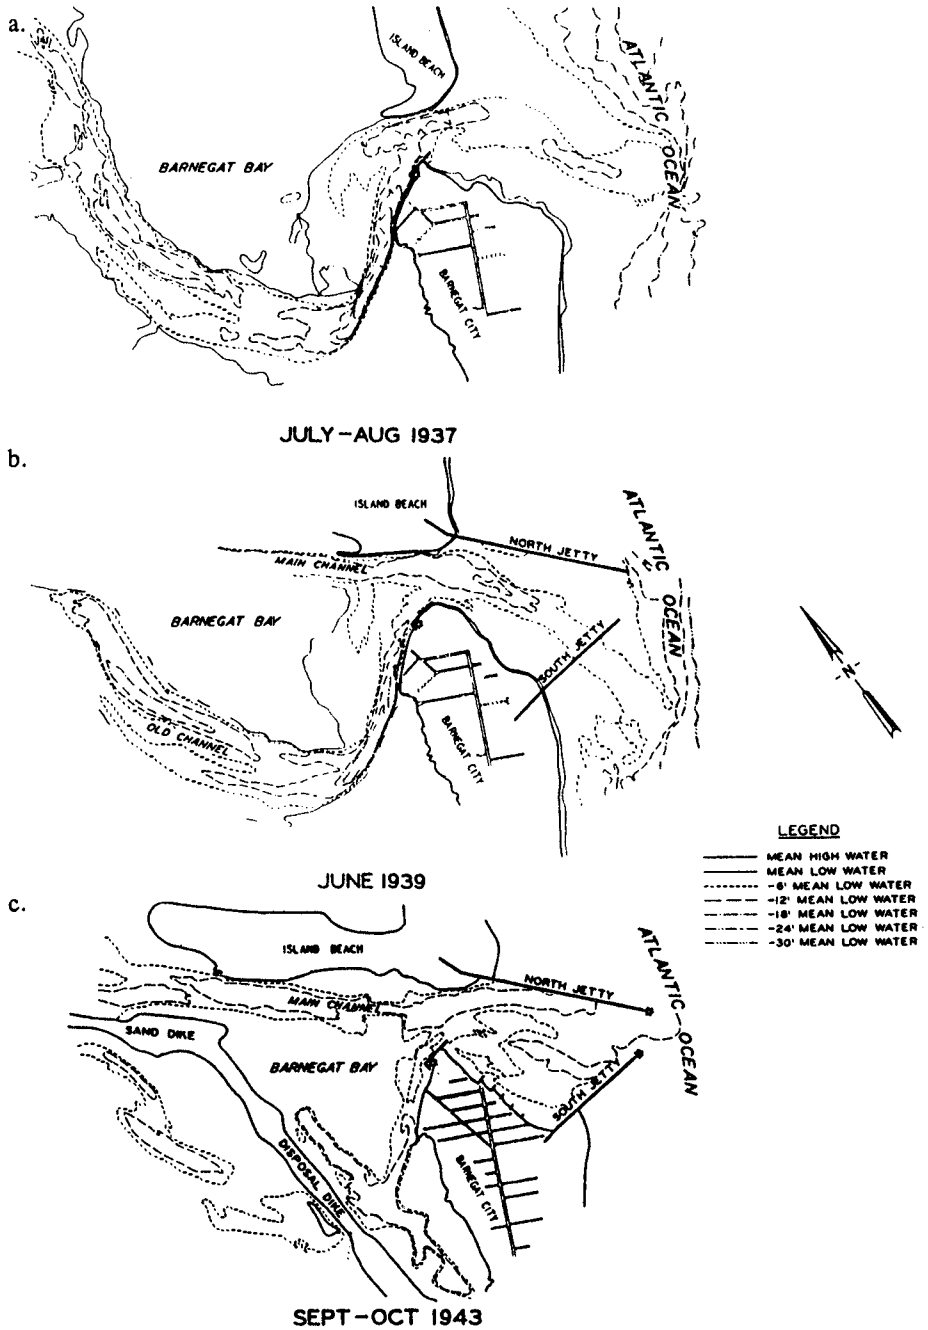 a.
ISLAND BEACH
ATLANTIC
OCEAN
BARNEGAT BAY
BARNEGAT CITY
JULY-AUG 1937
b.
ISLAND BEACH
ATLANTIC
OCEAN
NORTH JETTY
MAIN CHANNEL
BARNEGAT BAY
SOUTH JETTY
OLD CHANNEL
BARNEGAT CITY
N
JUNE 1939
LEGEND
MEAN HIGH WATER
MEAN LOW WATER
-6' MEAN LOW WATER
-12' MEAN LOW WATER
-18' MEAN LOW WATER
-24' MEAN LOW WATER
-30' MEAN LOW WATER
c.
ISLAND BEACH
ATLANTIC
OCEAN
NORTH JETTY
MAIN CHANNEL
SAND DIKE
BARNEGAT BAY
SOUTH JETTY
DISPOSAL DIKE
BARNEGAT CITY
SEPT-OCT 1943